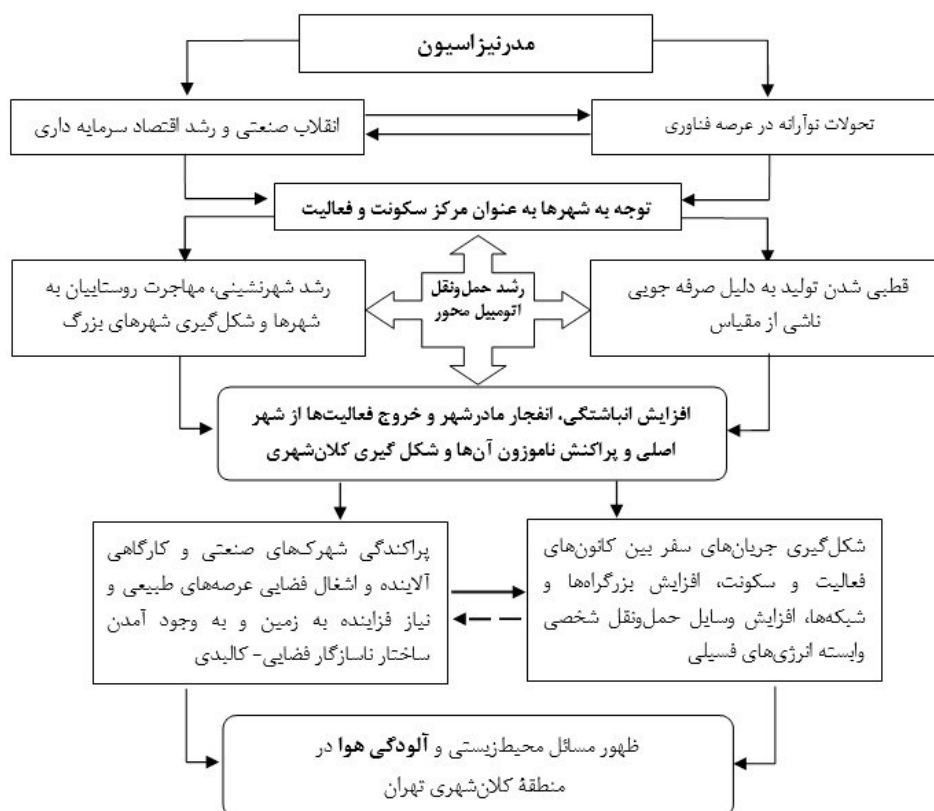 مدرنیزاسیون
تحولات نوآرانه در عرصه فناوری
انقلاب صنعتی و رشد اقتصاد سرمایه داری
توجه به شهرها به عنوان مرکز سکونت و فعالیت
قطبی شدن تولید به دلیل صرفه جویی
ناشی از مقیاس
رشد حمل‌ونقل
اتومبیل محور
رشد شهرنشینی، مهاجرت روستاییان به
شهرها و شکل‌گیری شهرهای بزرگ
افزایش انباشتگی، انفجار مادرشهر و خروج فعالیت‌ها از شهر
اصلی و پراکنش ناموزون آن‌ها و شکل گیری کلان‌شهری
شکل‌گیری جریان‌های سفر بین کانون‌های
فعالیت و سکونت، افزایش بزرگراه‌ها و
شبکه‌ها، افزایش وسایل حمل‌ونقل شخصی
وابسته انرژی‌های فسیلی
پراکندگی شهرک‌های صنعتی و کارگاهی
آلاینده و اشغال فضایی عرصه‌های طبیعی و
نیاز فزاینده به زمین و به وجود آمدن
ساختار ناسازگار فضایی- کالبدی
ظهور مسائل محیط‌زیستی و آلودگی هوا در
منطقهٔ کلان‌شهری تهران